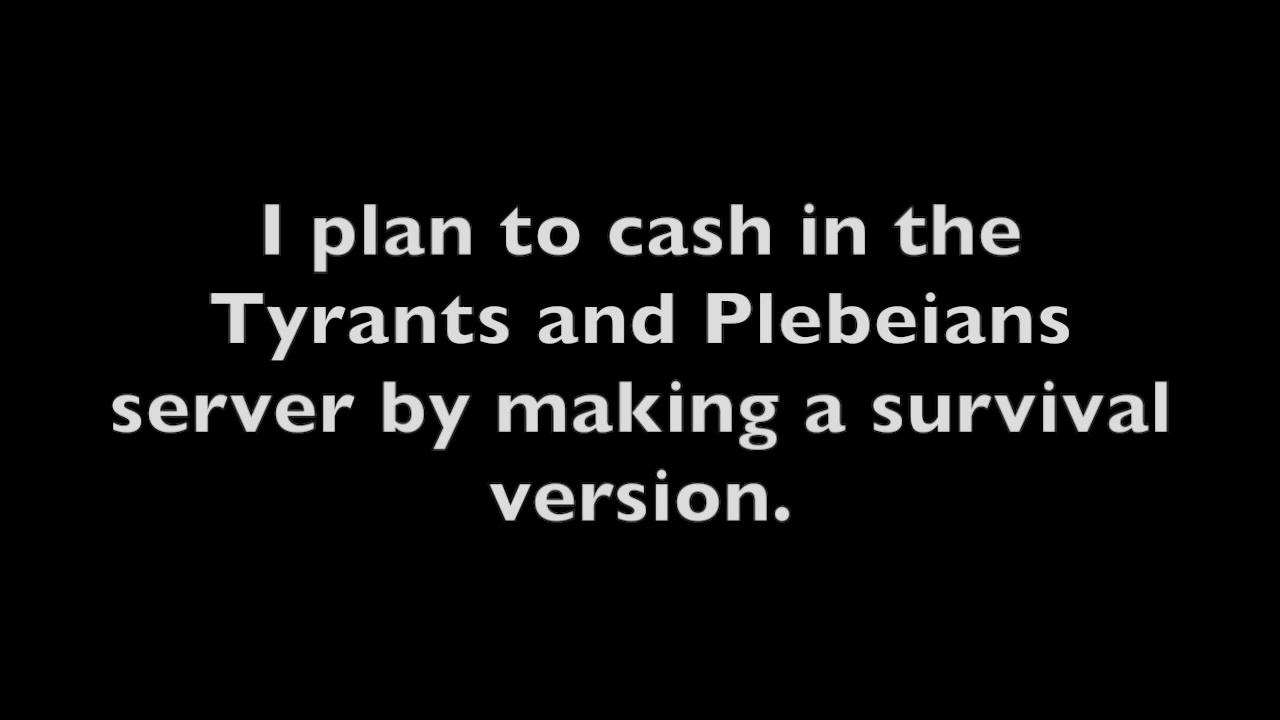 I plan to cash in the
Tyrants and Plebeians
server by making a survival
version.